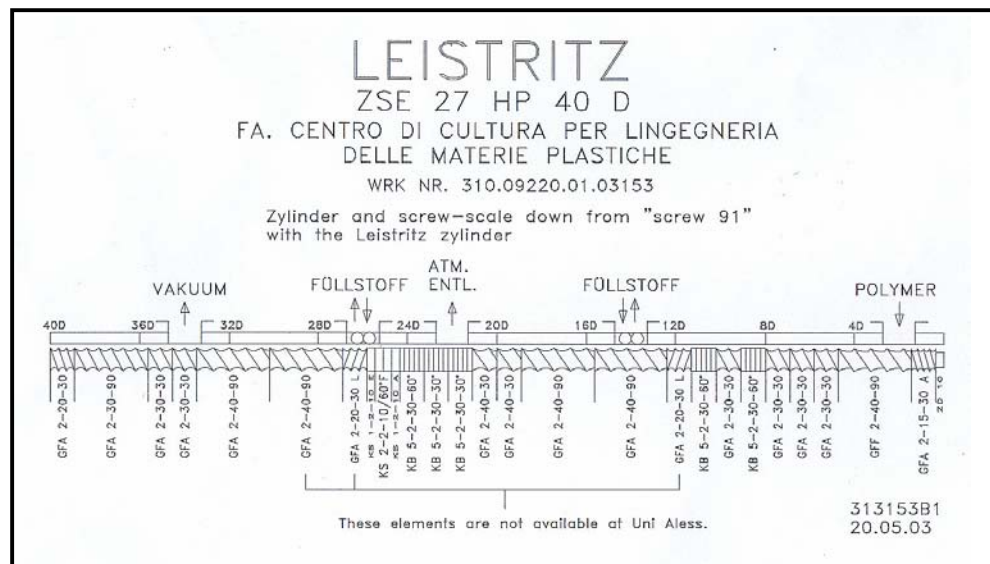 LEISTRITZ
ZSE 27 HP 40 D
FA. CENTRO DI CULTURA PER LINGEGNERIA
DELLE MATERIE PLASTICHE
WRK NR. 310.09220.01.03153
Zylinder and screw-scale down from "screw 91"
with the Leistritz zylinder
VAKUUM
FÜLLSTOFF
ATM.
ENTL.
FÜLLSTOFF
POLYMER
40D 36D 32D 28D 24D 20D 16D 12D 8D 4D
GFA 2-20-30
GFA 2-30-90
GFA 2-30-30
GFA 2-30-30
GFA 2-40-90
GFA 2-40-90
GFA 2-20-30 L
KS 1-2-10 E
KS 2-2-10/60°F
KS 1-2-10 A
KB 5-2-30-60°
KB 5-2-30-30°
KB 5-2-30-30°
GFA 2-40-30
GFA 2-40-30
GFA 2-40-90
GFA 2-40-90
GFA 2-20-30 L
KB 5-2-30-60°
GFA 2-30-30
KB 5-2-30-60°
GFA 2-30-30
GFA 2-30-30
GFA 2-30-30
GFF 2-40-90
GFA 2-15-30 A
These elements are not available at Uni Aless.
313153B1
20.05.03